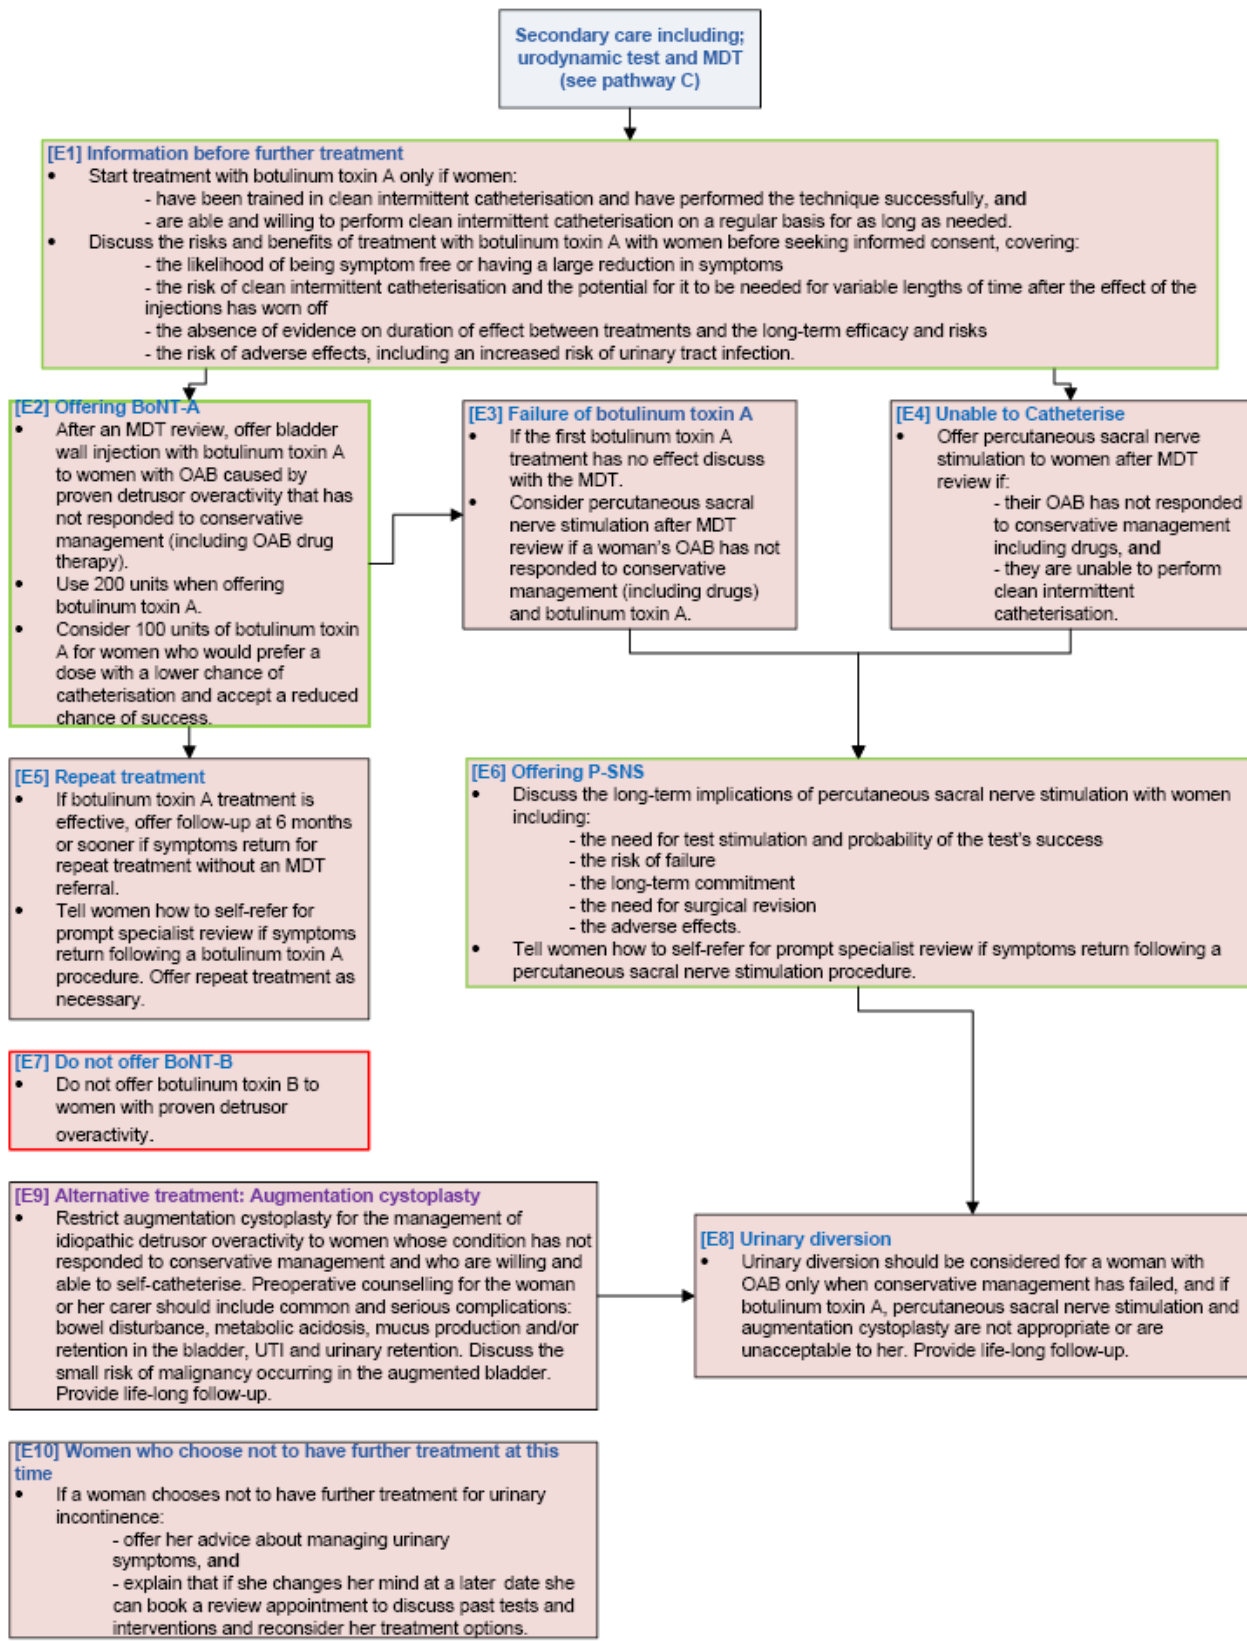 Secondary care including;
urodynamic test and MDT
(see pathway C)
[E1] Information before further treatment
• Start treatment with botulinum toxin A only if women:
- have been trained in clean intermittent catheterisation and have performed the technique successfully, and
- are able and willing to perform clean intermittent catheterisation on a regular basis for as long as needed.
• Discuss the risks and benefits of treatment with botulinum toxin A with women before seeking informed consent, covering:
- the likelihood of being symptom free or having a large reduction in symptoms
- the risk of clean intermittent catheterisation and the potential for it to be needed for variable lengths of time after the effect of the
injections has worn off
- the absence of evidence on duration of effect between treatments and the long-term efficacy and risks
- the risk of adverse effects, including an increased risk of urinary tract infection.
[E2] Offering BoNT-A
• After an MDT review, offer bladder
wall injection with botulinum toxin A
to women with OAB caused by
proven detrusor overactivity that has
not responded to conservative
management (including OAB drug
therapy).
• Use 200 units when offering
botulinum toxin A.
• Consider 100 units of botulinum toxin
A for women who would prefer a
dose with a lower chance of
catheterisation and accept a reduced
chance of success.
[E3] Failure of botulinum toxin A
• If the first botulinum toxin A
treatment has no effect discuss
with the MDT.
• Consider percutaneous sacral
nerve stimulation after MDT
review if a woman's OAB has not
responded to conservative
management (including drugs)
and botulinum toxin A.
[E4] Unable to Catheterise
• Offer percutaneous sacral nerve
stimulation to women after MDT
review if:
- their OAB has not responded
to conservative management
including drugs, and
- they are unable to perform
clean intermittent
catheterisation.
[E5] Repeat treatment
• If botulinum toxin A treatment is
effective, offer follow-up at 6 months
or sooner if symptoms return for
repeat treatment without an MDT
referral.
• Tell women how to self-refer for
prompt specialist review if symptoms
return following a botulinum toxin A
procedure. Offer repeat treatment as
necessary.
[E6] Offering P-SNS
• Discuss the long-term implications of percutaneous sacral nerve stimulation with women
including:
- the need for test stimulation and probability of the test's success
- the risk of failure
- the long-term commitment
- the need for surgical revision
- the adverse effects.
• Tell women how to self-refer for prompt specialist review if symptoms return following a
percutaneous sacral nerve stimulation procedure.
[E7] Do not offer BoNT-B
• Do not offer botulinum toxin B to
women with proven detrusor
overactivity.
[E9] Alternative treatment: Augmentation cystoplasty
• Restrict augmentation cystoplasty for the management of
idiopathic detrusor overactivity to women whose condition has not
responded to conservative management and who are willing and
able to self-catheterise. Preoperative counselling for the woman
or her carer should include common and serious complications:
bowel disturbance, metabolic acidosis, mucus production and/or
retention in the bladder, UTI and urinary retention. Discuss the
small risk of malignancy occurring in the augmented bladder.
Provide life-long follow-up.
[E8] Urinary diversion
• Urinary diversion should be considered for a woman with
OAB only when conservative management has failed, and if
botulinum toxin A, percutaneous sacral nerve stimulation and
augmentation cystoplasty are not appropriate or are
unacceptable to her. Provide life-long follow-up.
[E10] Women who choose not to have further treatment at this
time
• If a woman chooses not to have further treatment for urinary
incontinence:
- offer her advice about managing urinary
symptoms, and
- explain that if she changes her mind at a later date she
can book a review appointment to discuss past tests and
interventions and reconsider her treatment options.